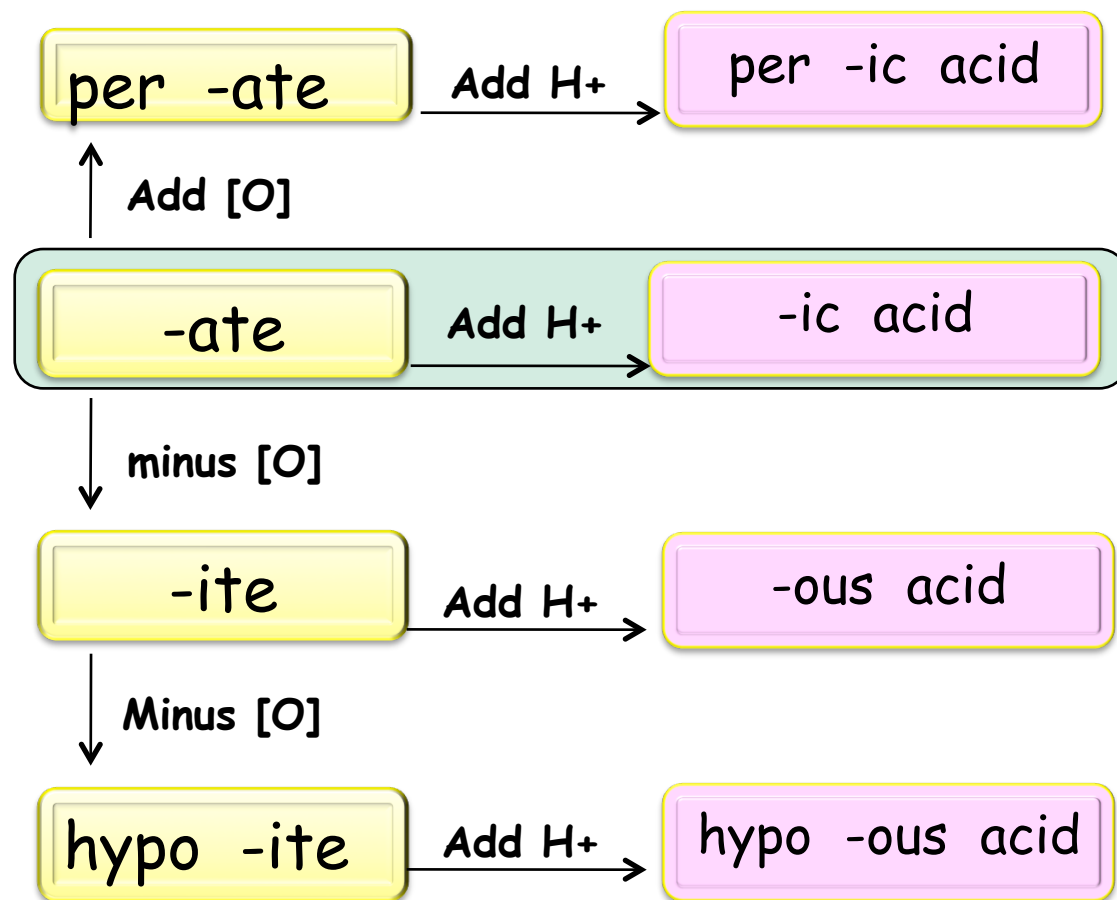 per -ate
Add H+
per -ic acid
Add [O]
-ate
Add H+
-ic acid
minus [O]
-ite
Add H+
-ous acid
Minus [O]
hypo -ite
Add H+
hypo -ous acid